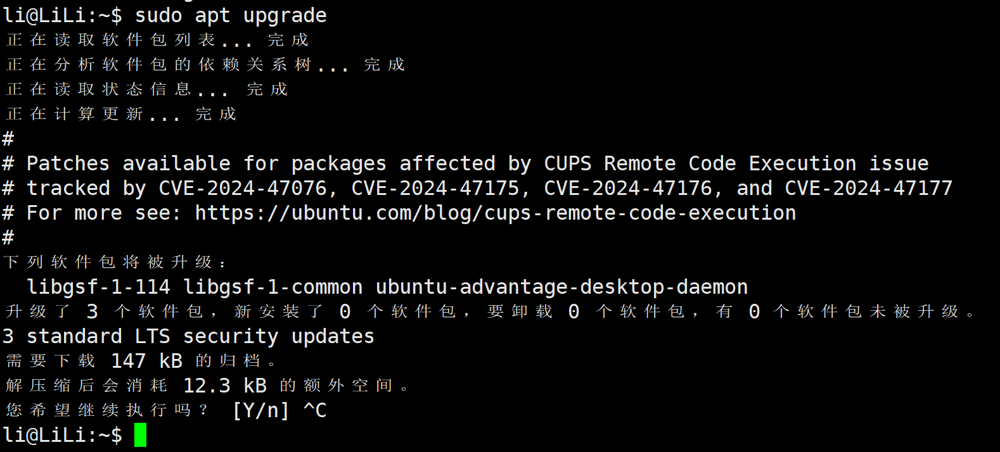 li@LiLi:~$ sudo apt upgrade
正在读取软件包列表... 完成
正在分析软件包的依赖关系树... 完成
正在读取状态信息... 完成
正在计算更新... 完成
#
# Patches available for packages affected by CUPS Remote Code Execution issue
# tracked by CVE-2024-47076, CVE-2024-47175, CVE-2024-47176, and CVE-2024-47177
# For more see: https://ubuntu.com/blog/cups-remote-code-execution
#
下列软件包将被升级：
  libgsf-1-114 libgsf-1-common ubuntu-advantage-desktop-daemon
升级了 3 个软件包，新安装了 0 个软件包，要卸载 0 个软件包，有 0 个软件包未被升级。
3 standard LTS security updates
需要下载 147 kB 的归档。
解压缩后会消耗 12.3 kB 的额外空间。
您希望继续执行吗？ [Y/n] ^C
li@LiLi:~$